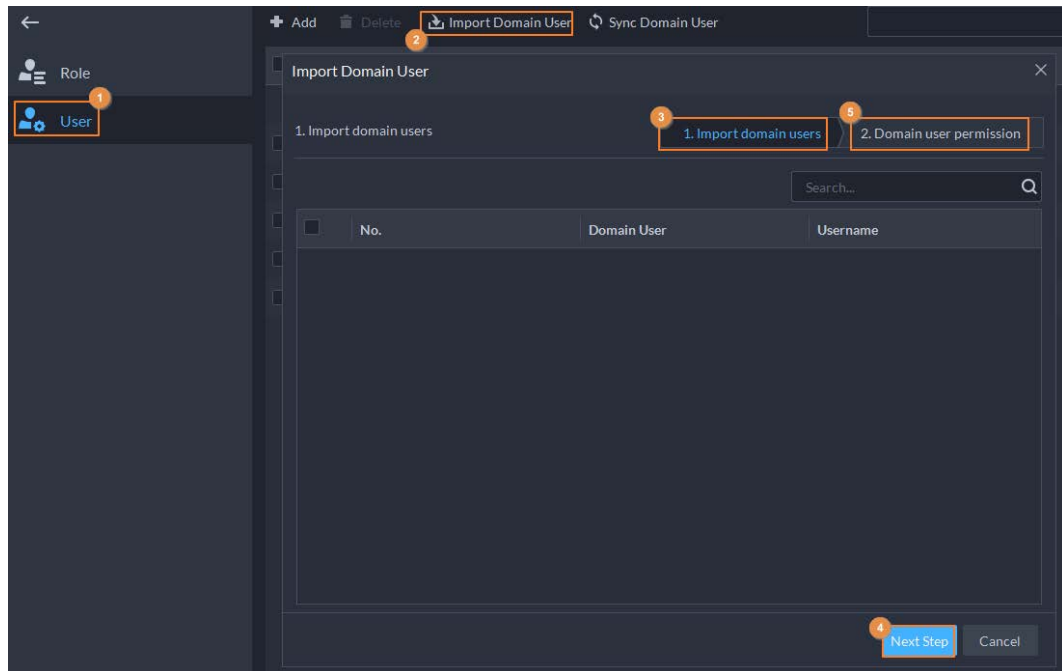 Add Delete Import Domain User Sync Domain User
2
Role
Import Domain User
1
User
3
5
1. Import domain users
1. Import domain users
2. Domain user permission
Search...
No. Domain User Username
4
Next Step Cancel